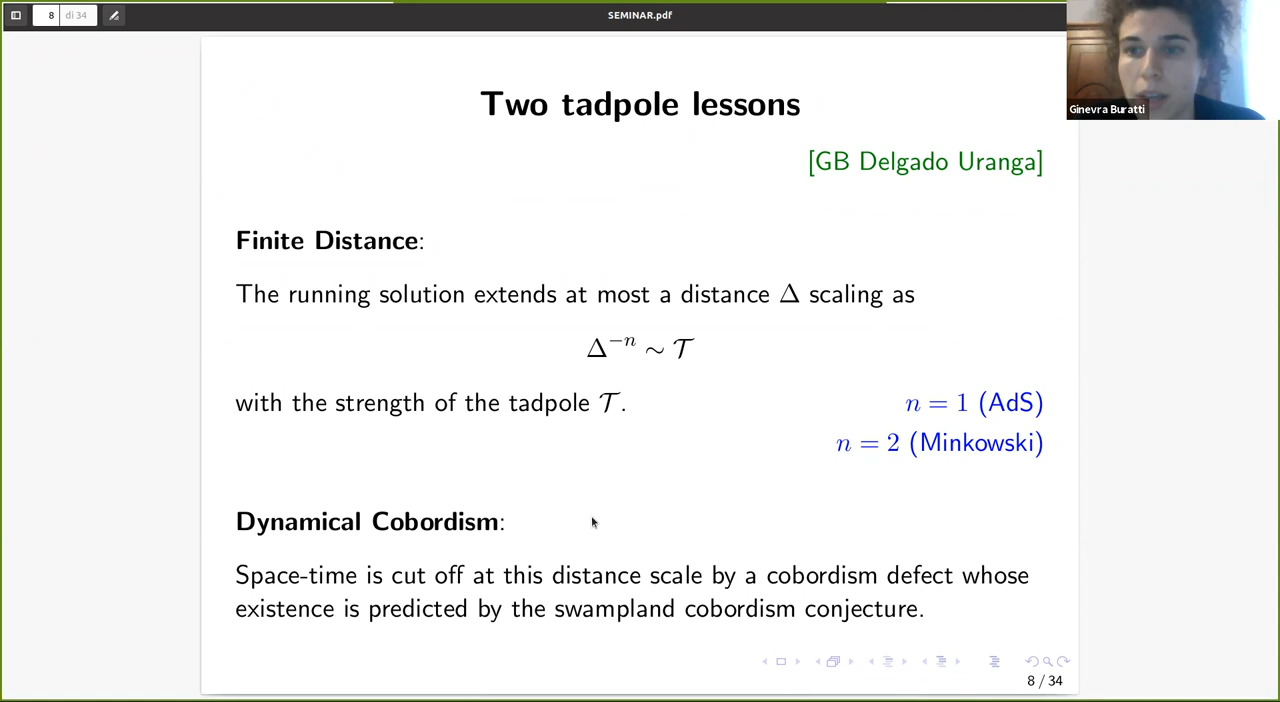 8 di 34
SEMINAR.pdf
Ginevra Buratti
Two tadpole lessons
[GB Delgado Uranga]
Finite Distance:
The running solution extends at most a distance Δ scaling as
Δ⁻ⁿ ∼ 𝒯
with the strength of the tadpole 𝒯.
n = 1 (AdS)
n = 2 (Minkowski)
Dynamical Cobordism:
Space-time is cut off at this distance scale by a cobordism defect whose
existence is predicted by the swampland cobordism conjecture.
8 / 34